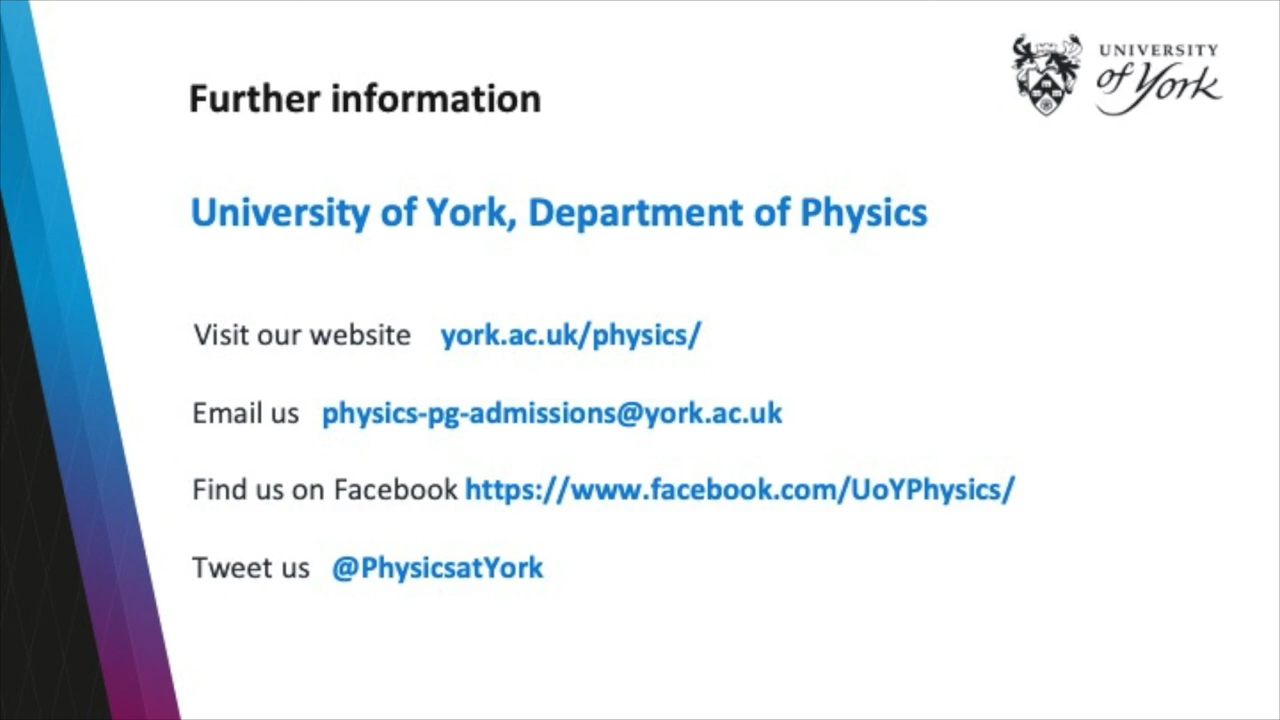 UNIVERSITY
of York
Further information
University of York, Department of Physics
Visit our website york.ac.uk/physics/
Email us physics-pg-admissions@york.ac.uk
Find us on Facebook https://www.facebook.com/UoYPhysics/
Tweet us @PhysicsatYork